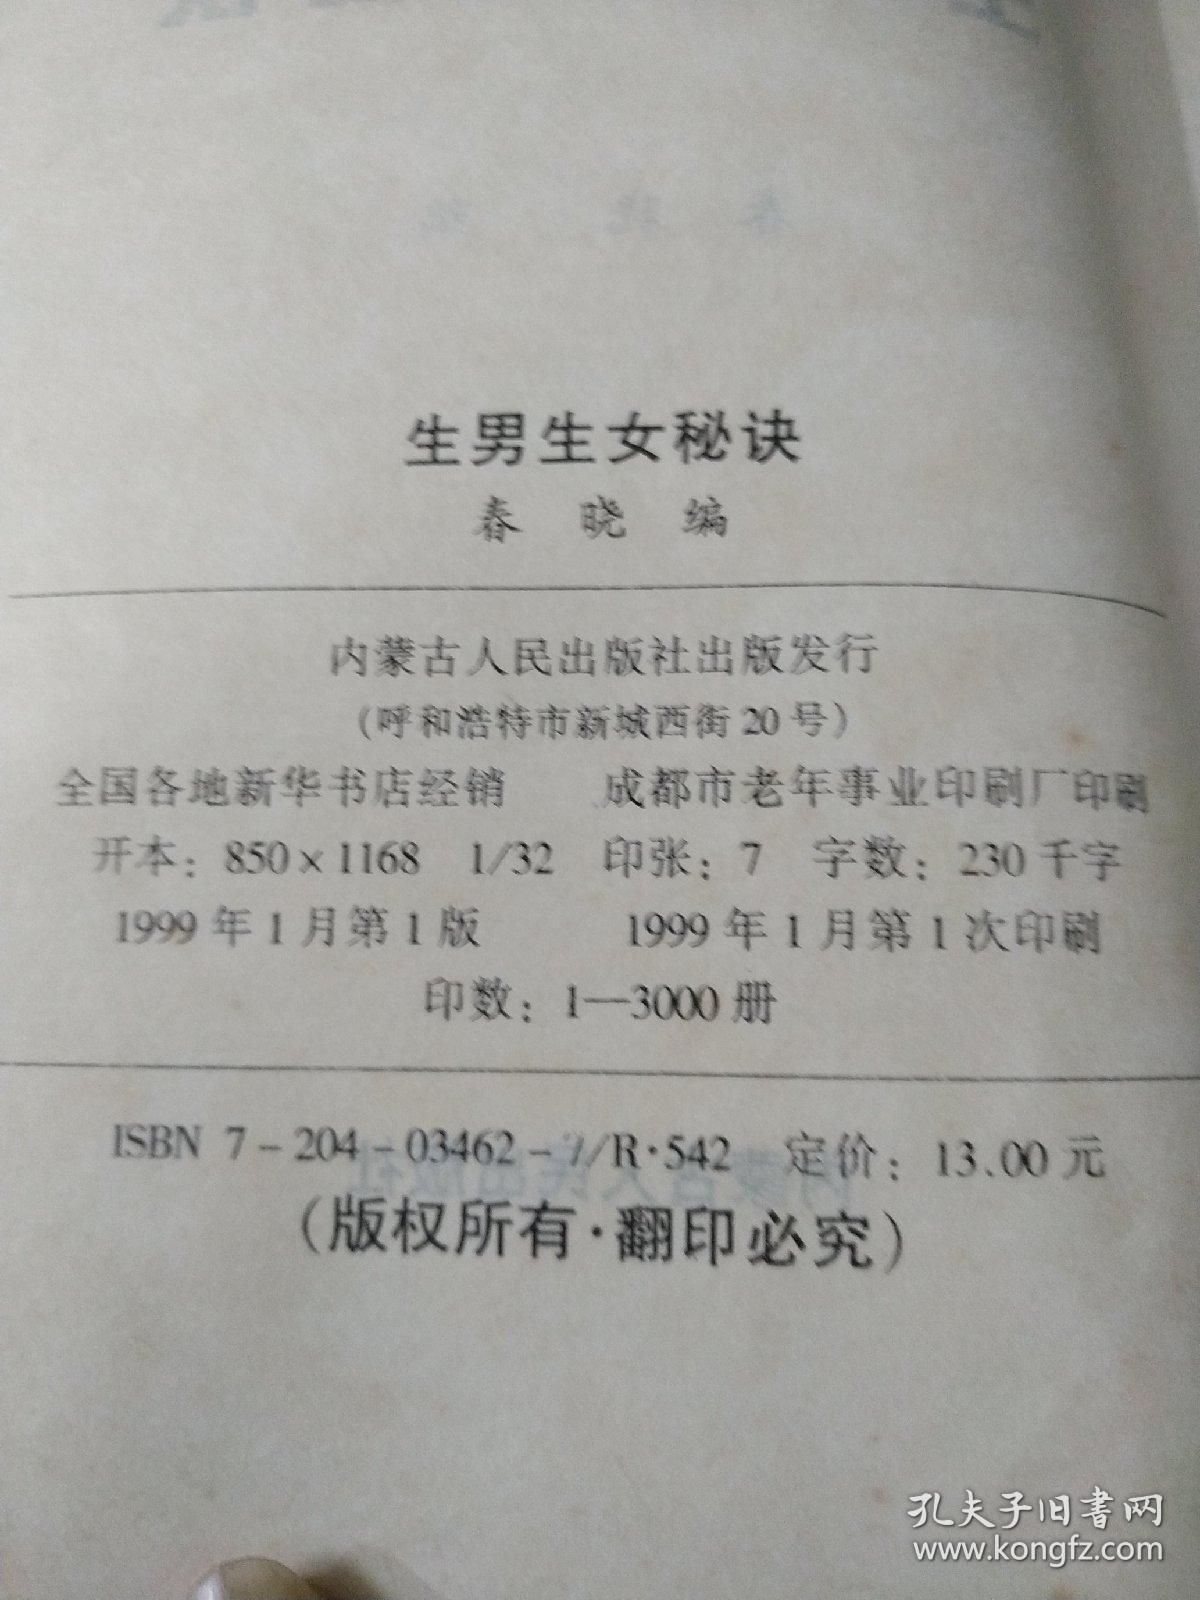 生男生女秘诀
春 晓 编
内蒙古人民出版社出版发行
(呼和浩特市新城西街20号)
全国各地新华书店经销 成都市老年事业印刷厂印刷
开本：850×1168 1/32 印张：7 字数：230千字
1999年1月第1版 1999年1月第1次印刷
印数：1—3000册
ISBN 7-204-03462-7/R·542 定价：13.00元
(版权所有·翻印必究)
孔夫子旧书网
www.kongfz.com